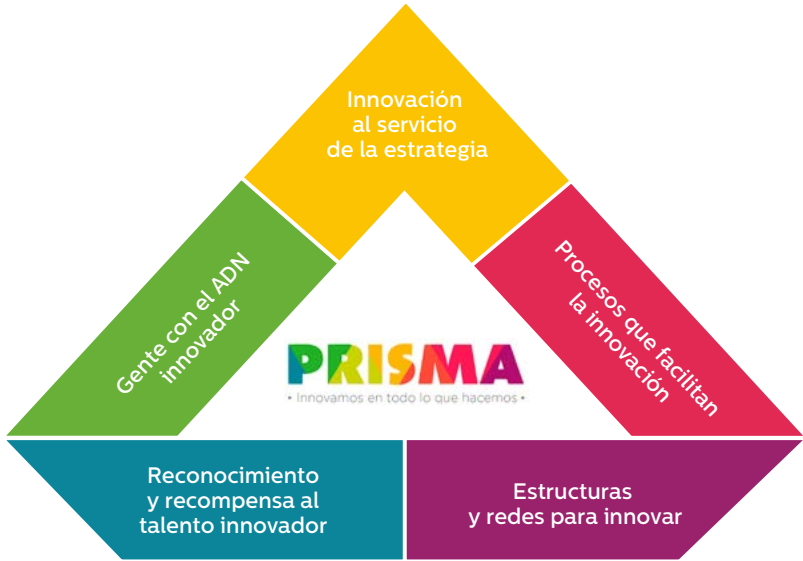 Innovación
al servicio
de la estrategia
Gente con el ADN
innovador
Procesos que facilitan
la innovación
PRISMA
• Innovamos en todo lo que hacemos •
Reconocimiento
y recompensa al
talento innovador
Estructuras
y redes para innovar